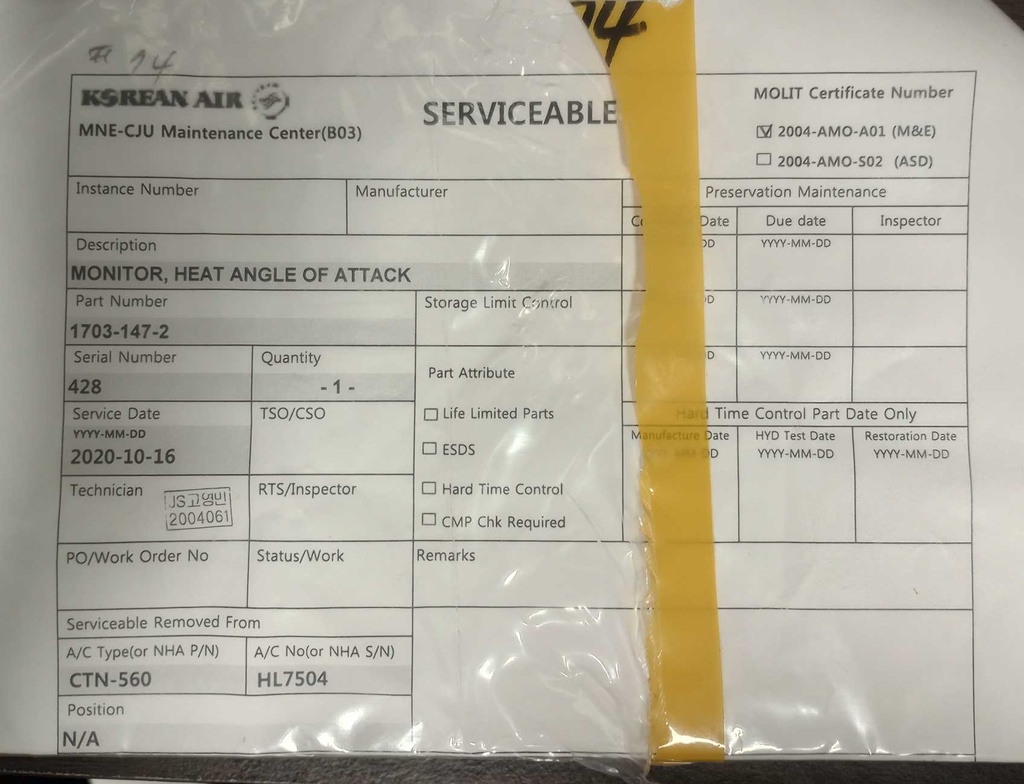 # 74
74
KOREAN AIR
MNE-CJU Maintenance Center(B03)
SERVICEABLE
MOLIT Certificate Number
☑ 2004-AMO-A01 (M&E)
☐ 2004-AMO-S02 (ASD)
Instance Number
Manufacturer
Preservation Maintenance
Date
Due date
Inspector
Description
MONITOR, HEAT ANGLE OF ATTACK
DD
YYYY-MM-DD
Part Number
1703-147-2
Storage Limit Control
D
YYYY-MM-DD
Serial Number
428
Quantity
- 1 -
Part Attribute
D
YYYY-MM-DD
Service Date
YYYY-MM-DD
2020-10-16
TSO/CSO
☐ Life Limited Parts
☐ ESDS
☐ Hard Time Control
☐ CMP Chk Required
Hard Time Control Part Date Only
Manufacture Date
YYYY-MM-DD
HYD Test Date
YYYY-MM-DD
Restoration Date
YYYY-MM-DD
Technician
JS고영민
2004061
RTS/Inspector
PO/Work Order No
Status/Work
Remarks
Serviceable Removed From
A/C Type(or NHA P/N)
CTN-560
A/C No(or NHA S/N)
HL7504
Position
N/A